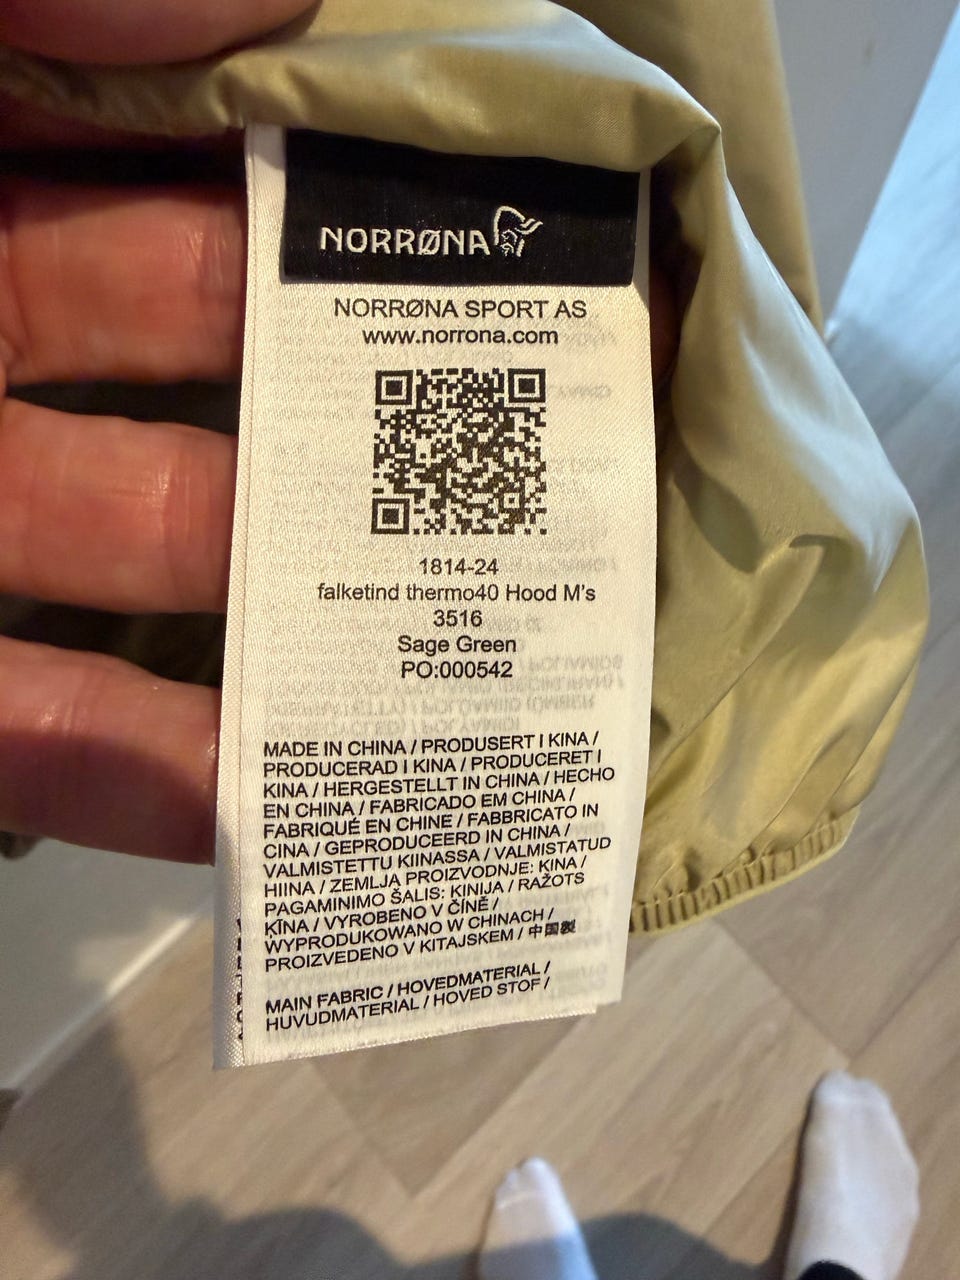 NORRØNA
NORRØNA SPORT AS
www.norrona.com
1814-24
falketind thermo40 Hood M's
3516
Sage Green
PO:000542
MADE IN CHINA / PRODUSERT I KINA /
PRODUCERAD I KINA / PRODUCERET I
KINA / HERGESTELLT IN CHINA / HECHO
EN CHINA / FABRICADO EM CHINA /
FABRIQUÉ EN CHINE / FABBRICATO IN
CINA / GEPRODUCEERD IN CHINA /
VALMISTETTU KIINASSA / VALMISTATUD
HIINA / ZEMLJA PROIZVODNJE: KINA /
PAGAMINIMO ŠALIS: KINIJA / RAŽOTS
ĶĪNA / VYROBENO V ČÍNĚ /
WYPRODUKOWANO W CHINACH /
PROIZVEDENO V KITAJSKEM / 中国製
MAIN FABRIC / HOVEDMATERIAL /
HUVUDMATERIAL / HOVED STOF /